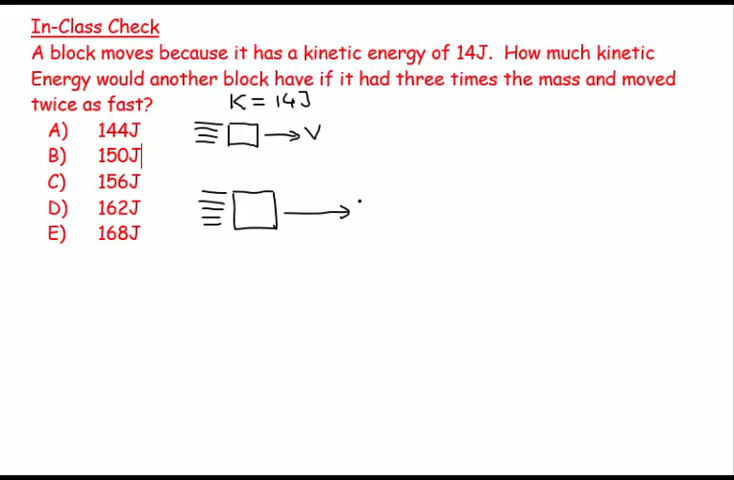 In-Class Check
A block moves because it has a kinetic energy of 14J. How much kinetic
Energy would another block have if it had three times the mass and moved
twice as fast?
K = 14J
A) 144J
V
B) 150J
C) 156J
D) 162J
E) 168J